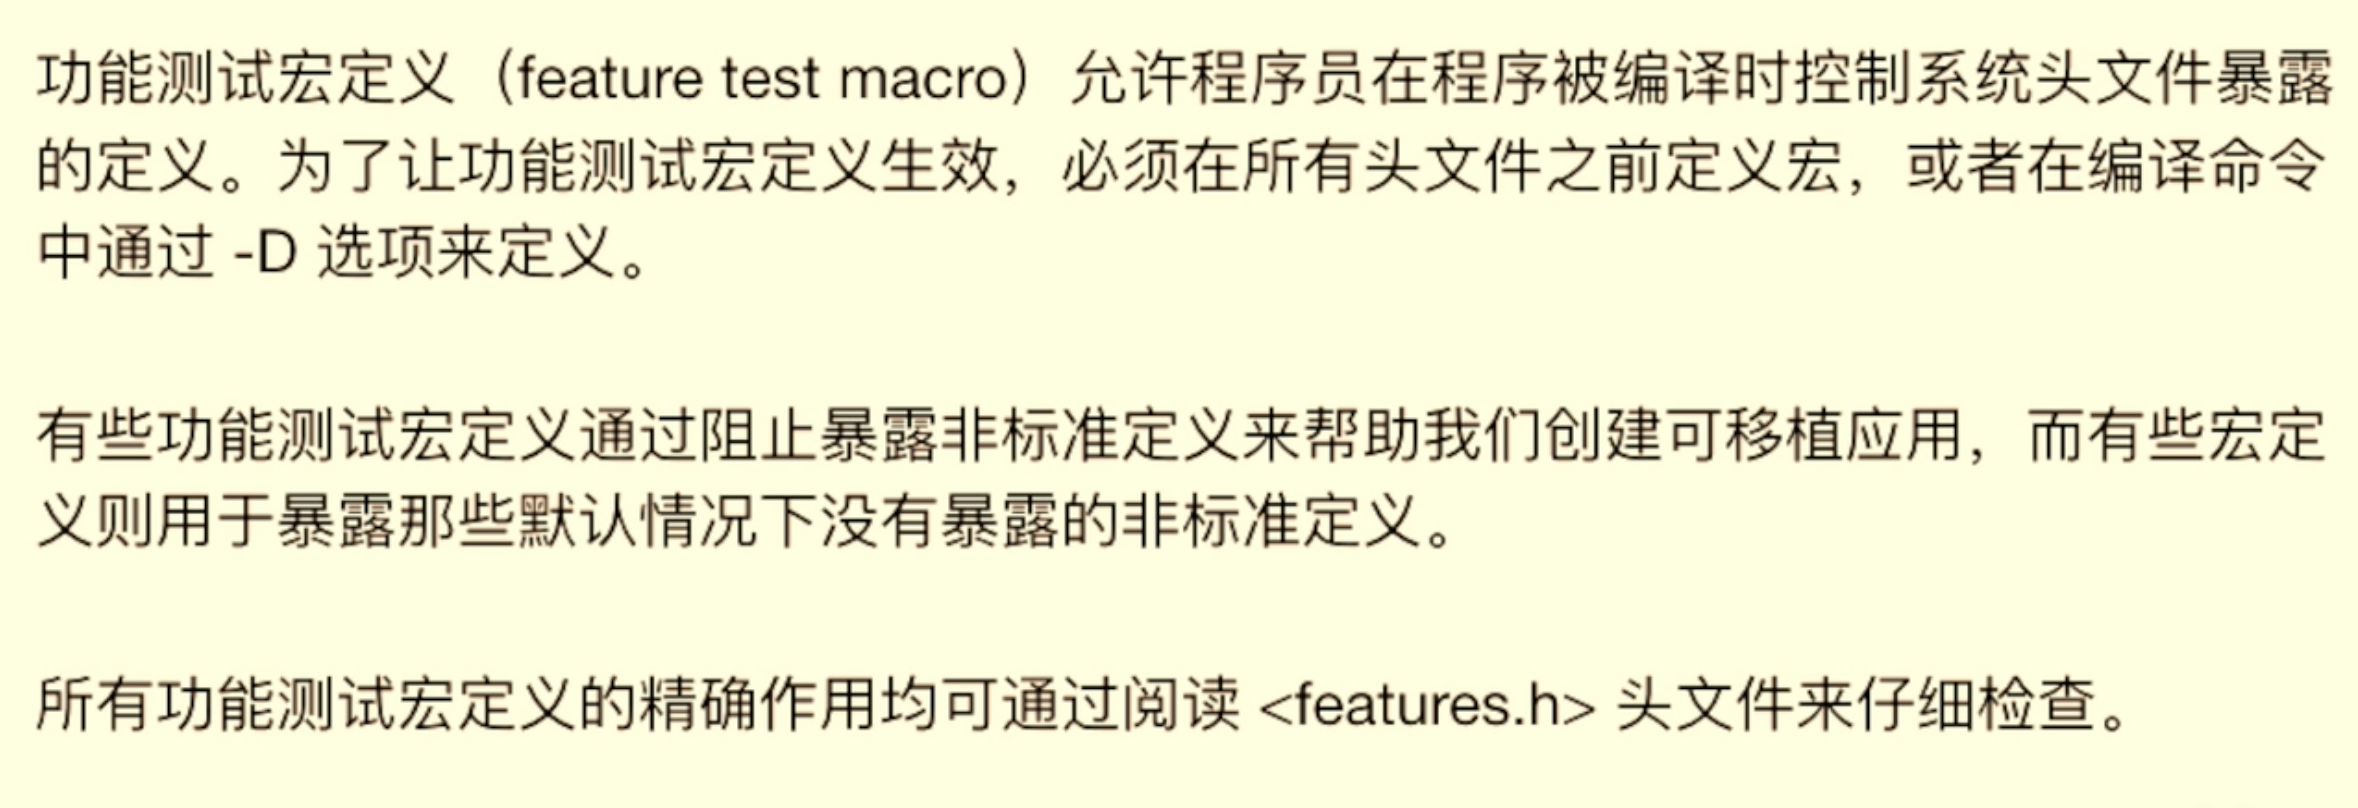 功能测试宏定义（feature test macro）允许程序员在程序被编译时控制系统头文件暴露
的定义。为了让功能测试宏定义生效，必须在所有头文件之前定义宏，或者在编译命令
中通过 -D 选项来定义。
有些功能测试宏定义通过阻止暴露非标准定义来帮助我们创建可移植应用，而有些宏定
义则用于暴露那些默认情况下没有暴露的非标准定义。
所有功能测试宏定义的精确作用均可通过阅读 <features.h> 头文件来仔细检查。